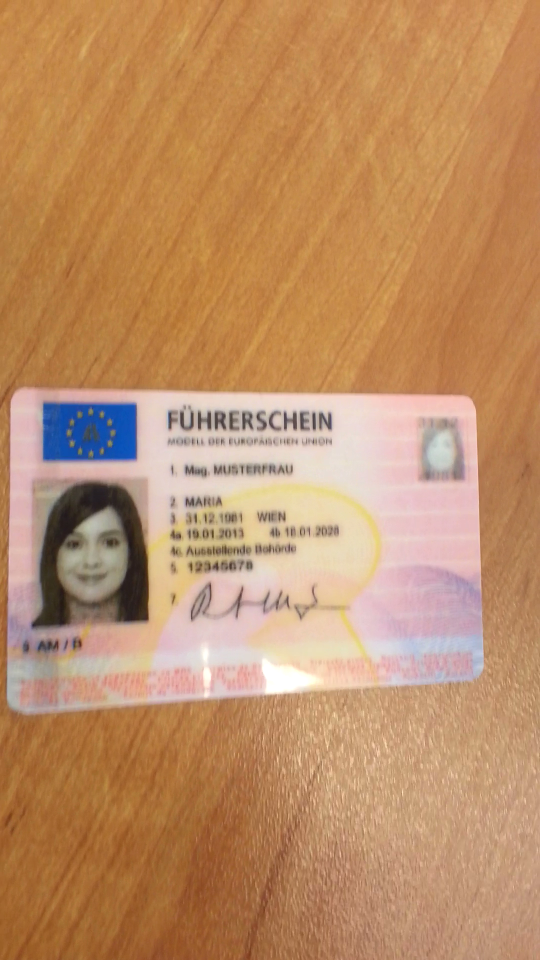 FÜHRERSCHEIN
MODELL DER EUROPÄISCHEN UNION
1. Mag. MUSTERFRAU
2 MARIA
3. 31.12.1981 WIEN
4a 19.01.2013 4b 18.01.2028
4c. Ausstellende Behörde
5. 12345678
7.
9 AM / B